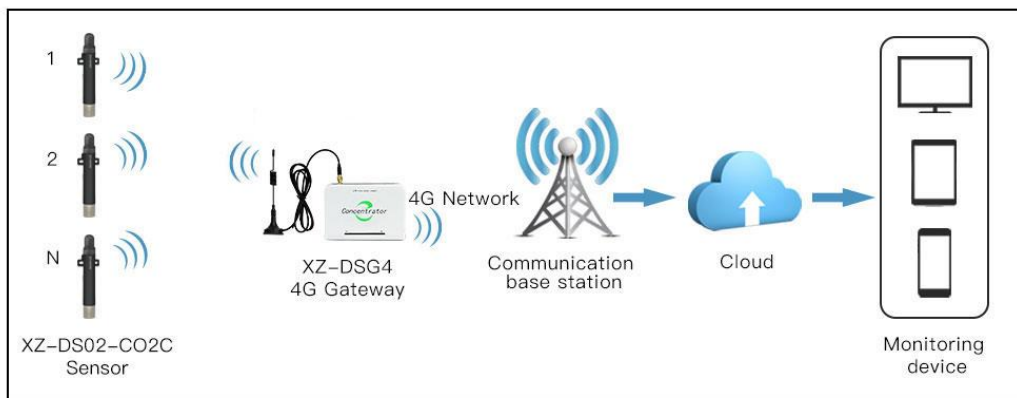 1
2
N
XZ-DS02-CO2C
Sensor
Concentrator
XZ-DSG4
4G Gateway
4G Network
Communication
base station
Cloud
Monitoring
device